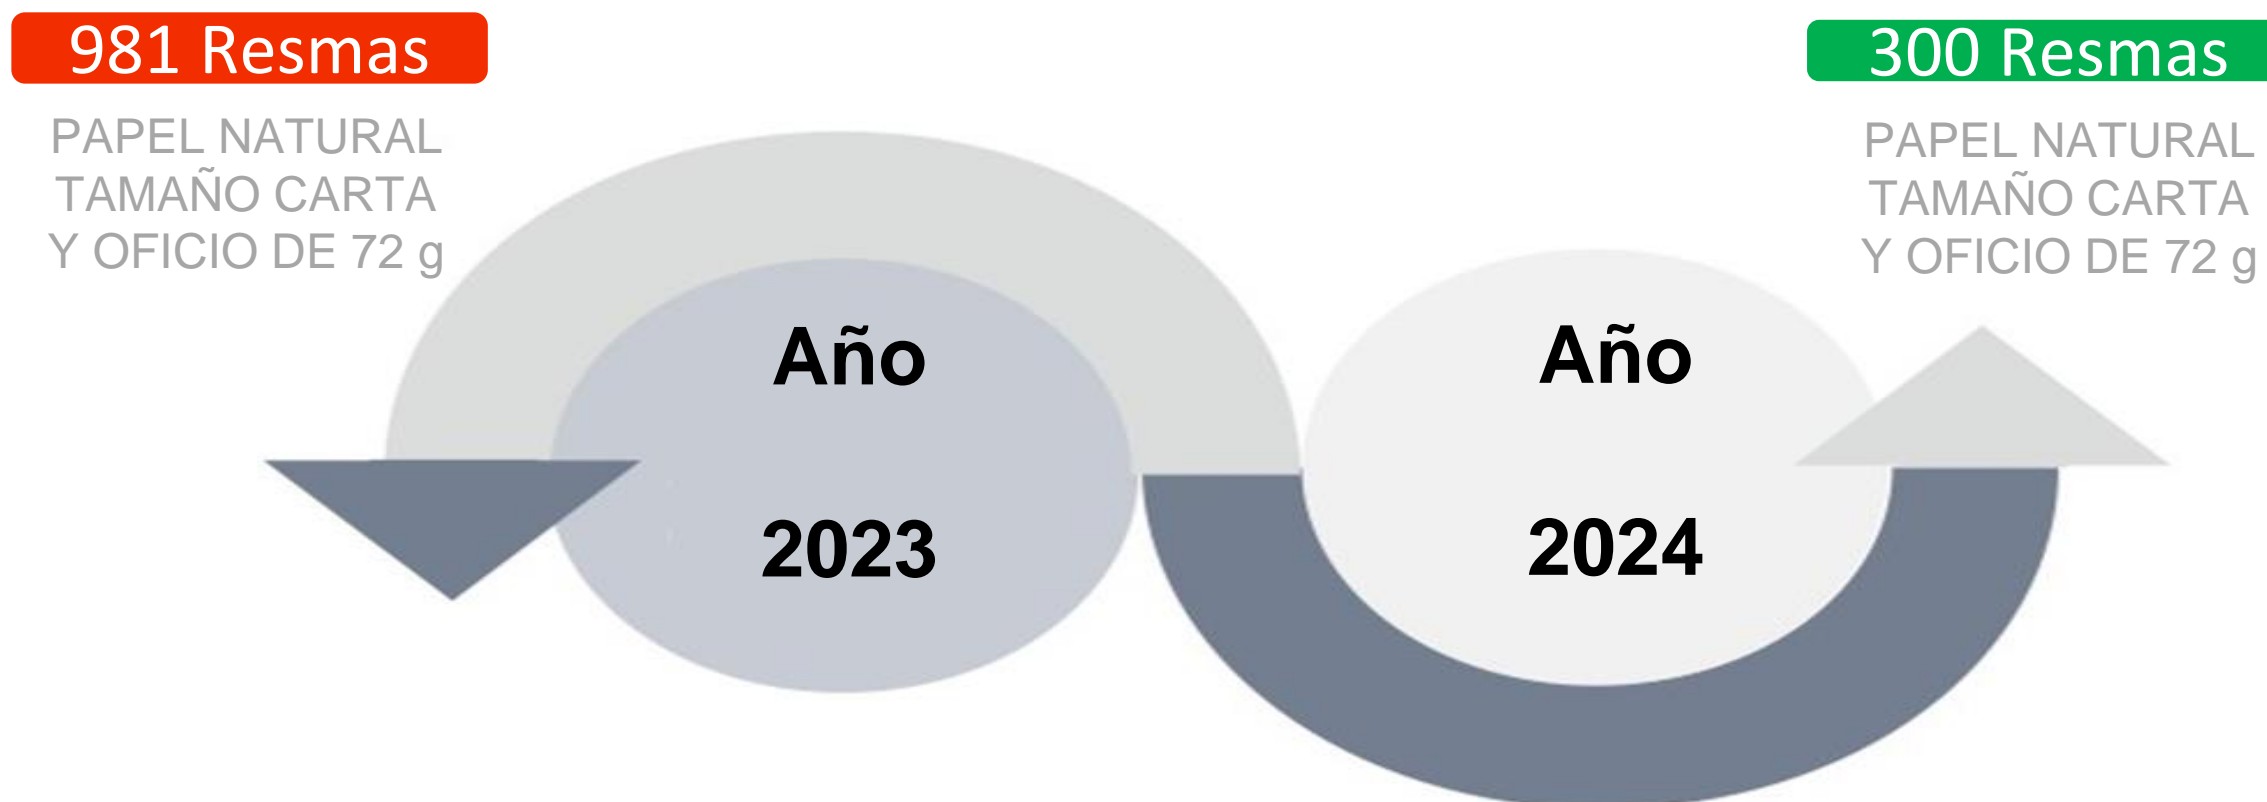 981 Resmas
PAPEL NATURAL
TAMAÑO CARTA
Y OFICIO DE 72 g
300 Resmas
PAPEL NATURAL
TAMAÑO CARTA
Y OFICIO DE 72 g
Año
2023
Año
2024